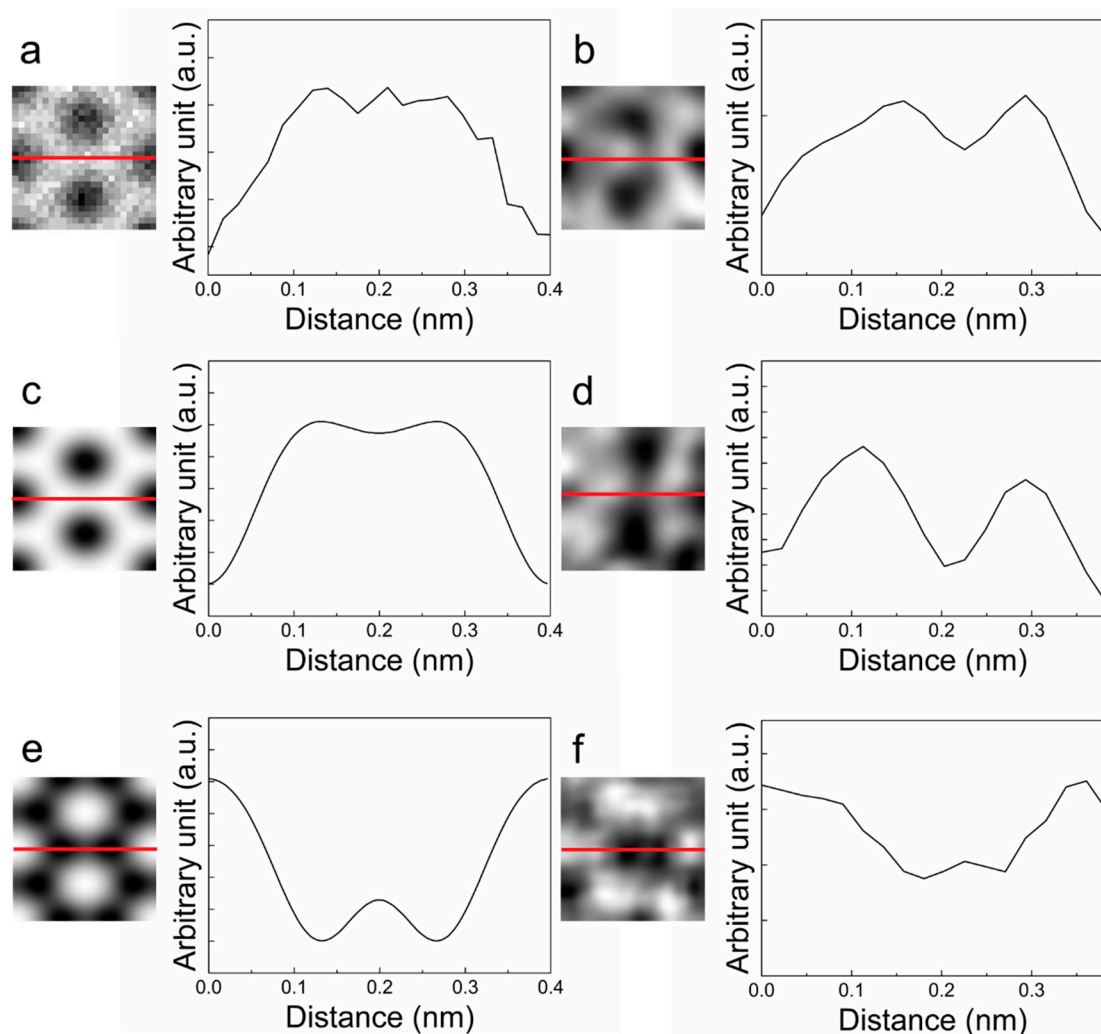 a
Arbitrary unit (a.u.)
0.0 0.1 0.2 0.3 0.4
Distance (nm)
b
Arbitrary unit (a.u.)
0.0 0.1 0.2 0.3
Distance (nm)
c
Arbitrary unit (a.u.)
0.0 0.1 0.2 0.3 0.4
Distance (nm)
d
Arbitrary unit (a.u.)
0.0 0.1 0.2 0.3
Distance (nm)
e
Arbitrary unit (a.u.)
0.0 0.1 0.2 0.3 0.4
Distance (nm)
f
Arbitrary unit (a.u.)
0.0 0.1 0.2 0.3
Distance (nm)